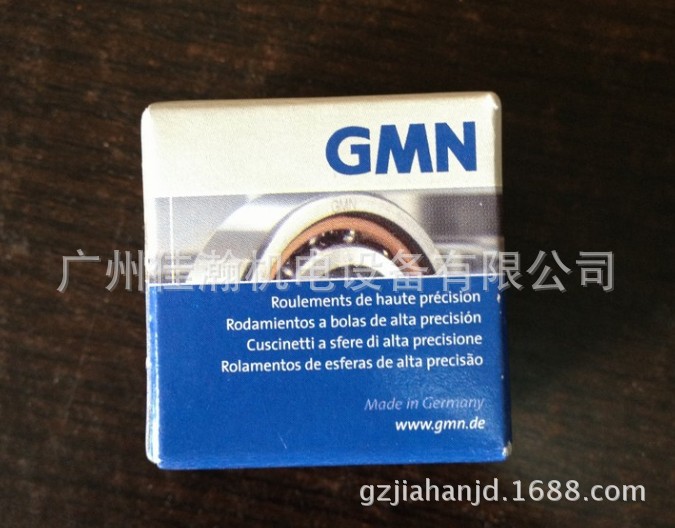 GMN
GMN
广州佳瀚机电设备有限公司
Roulements de haute précision
Rodamientos a bolas de alta precisión
Cuscinetti a sfere di alta precisione
Rolamentos de esferas de alta precisão
Made in Germany
www.gmn.de
gzjiahanjd.1688.com